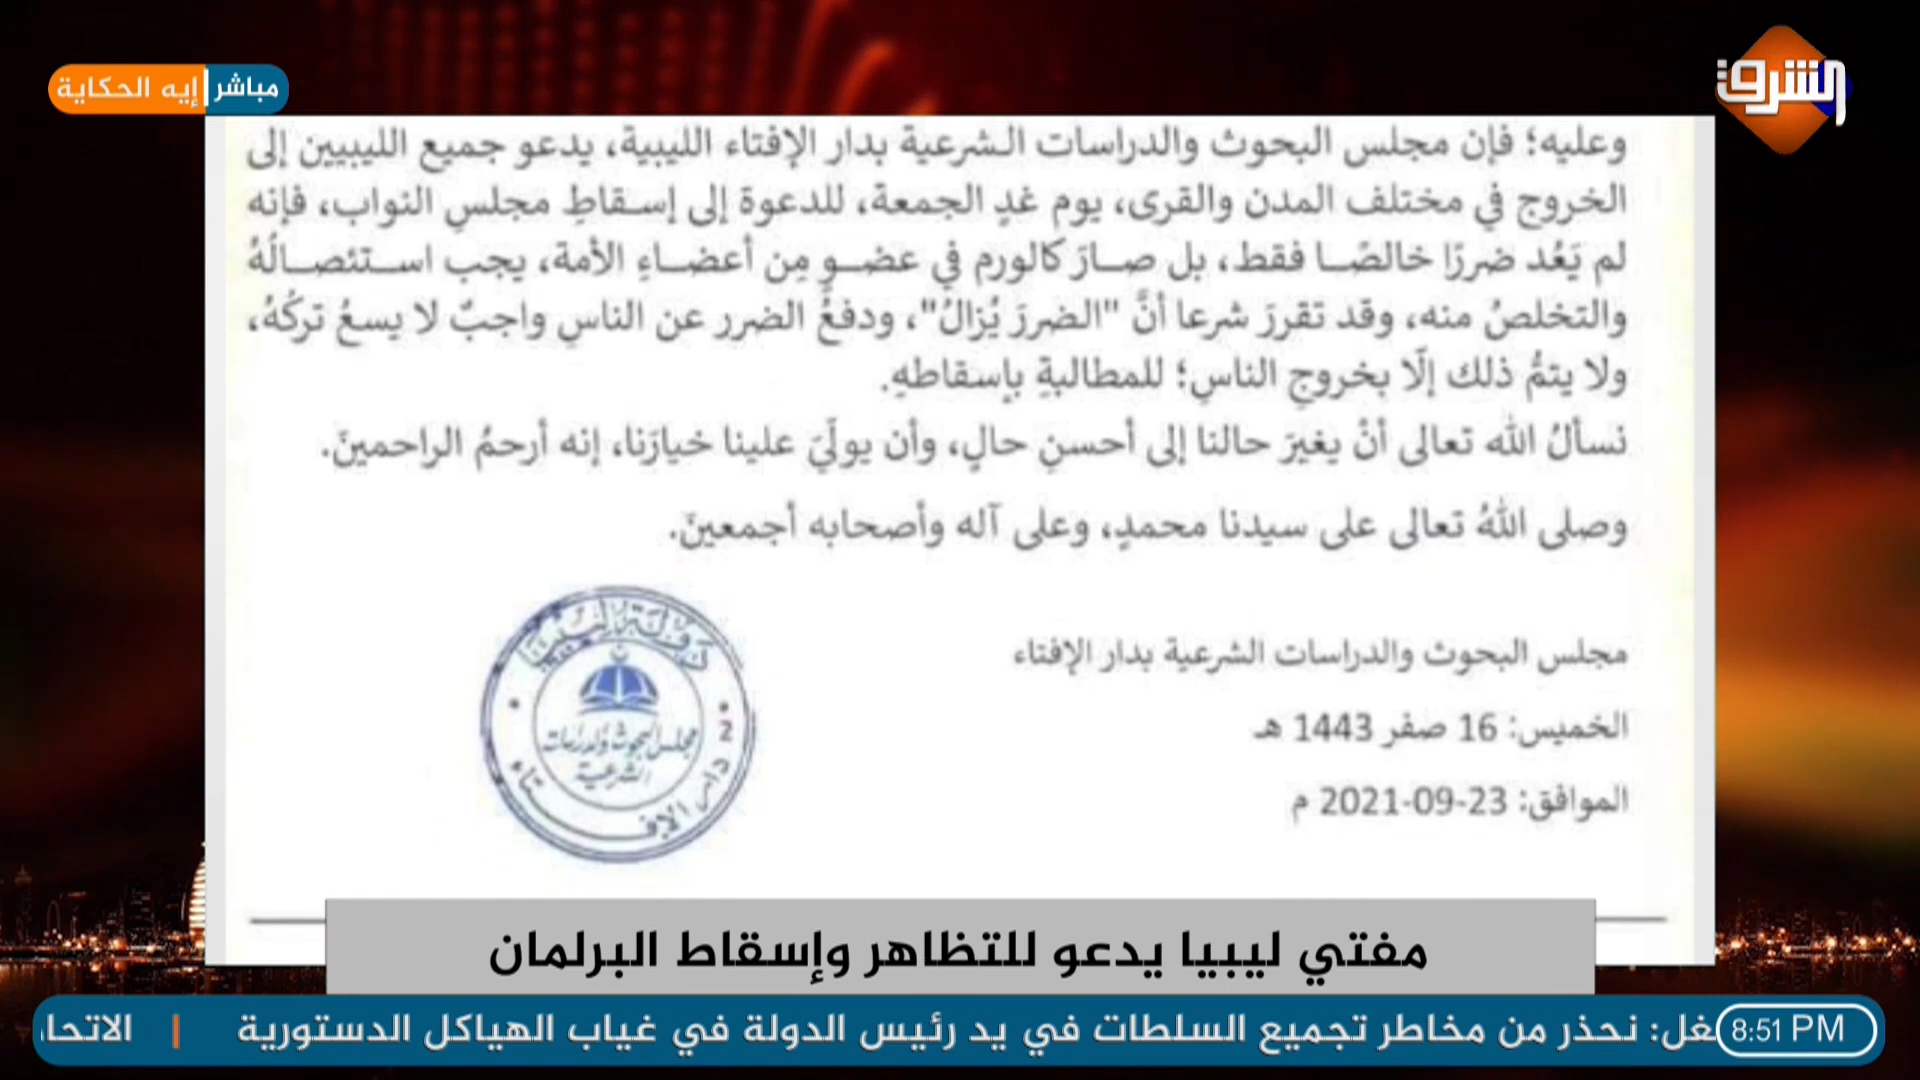 الشرق
مباشر
إيه الحكاية
وعليه؛ فإن مجلس البحوث والدراسات الشرعية بدار الإفتاء الليبية، يدعو جميع الليبيين إلى
الخروج في مختلف المدن والقرى، يوم غدٍ الجمعة، للدعوة إلى إسقاطِ مجلسِ النواب، فإنه
لم يَعُد ضررًا خالصًا فقط، بل صارَ كالورم في عضوٍ مِن أعضاءِ الأمة، يجب استئصالُهُ
والتخلصُ منه، وقد تقررَ شرعا أنَّ "الضررَ يُزالُ"، ودفعُ الضرر عن الناسِ واجبٌ لا يسعُ تركُهُ،
ولا يتمُّ ذلك إلّا بخروجِ الناسِ؛ للمطالبةِ بإسقاطهِ.
نسألُ الله تعالى أنْ يغيرَ حالنا إلى أحسنِ حالٍ، وأن يولّيَ علينا خيارَنا، إنه أرحمُ الراحمينَ.
وصلى اللهُ تعالى على سيدنا محمدٍ، وعلى آله وأصحابه أجمعينَ.
مجلس البحوث والدراسات الشرعية بدار الإفتاء
الخميس: 16 صفر 1443 هـ
الموافق: 23-09-2021 م
دولة ليبيا
مجلس البحوث والدراسات
الشرعية
دار الإفتاء
2
مفتي ليبيا يدعو للتظاهر وإسقاط البرلمان
8:51 PM
غل: نحذر من مخاطر تجميع السلطات في يد رئيس الدولة في غياب الهياكل الدستورية | الاتحا